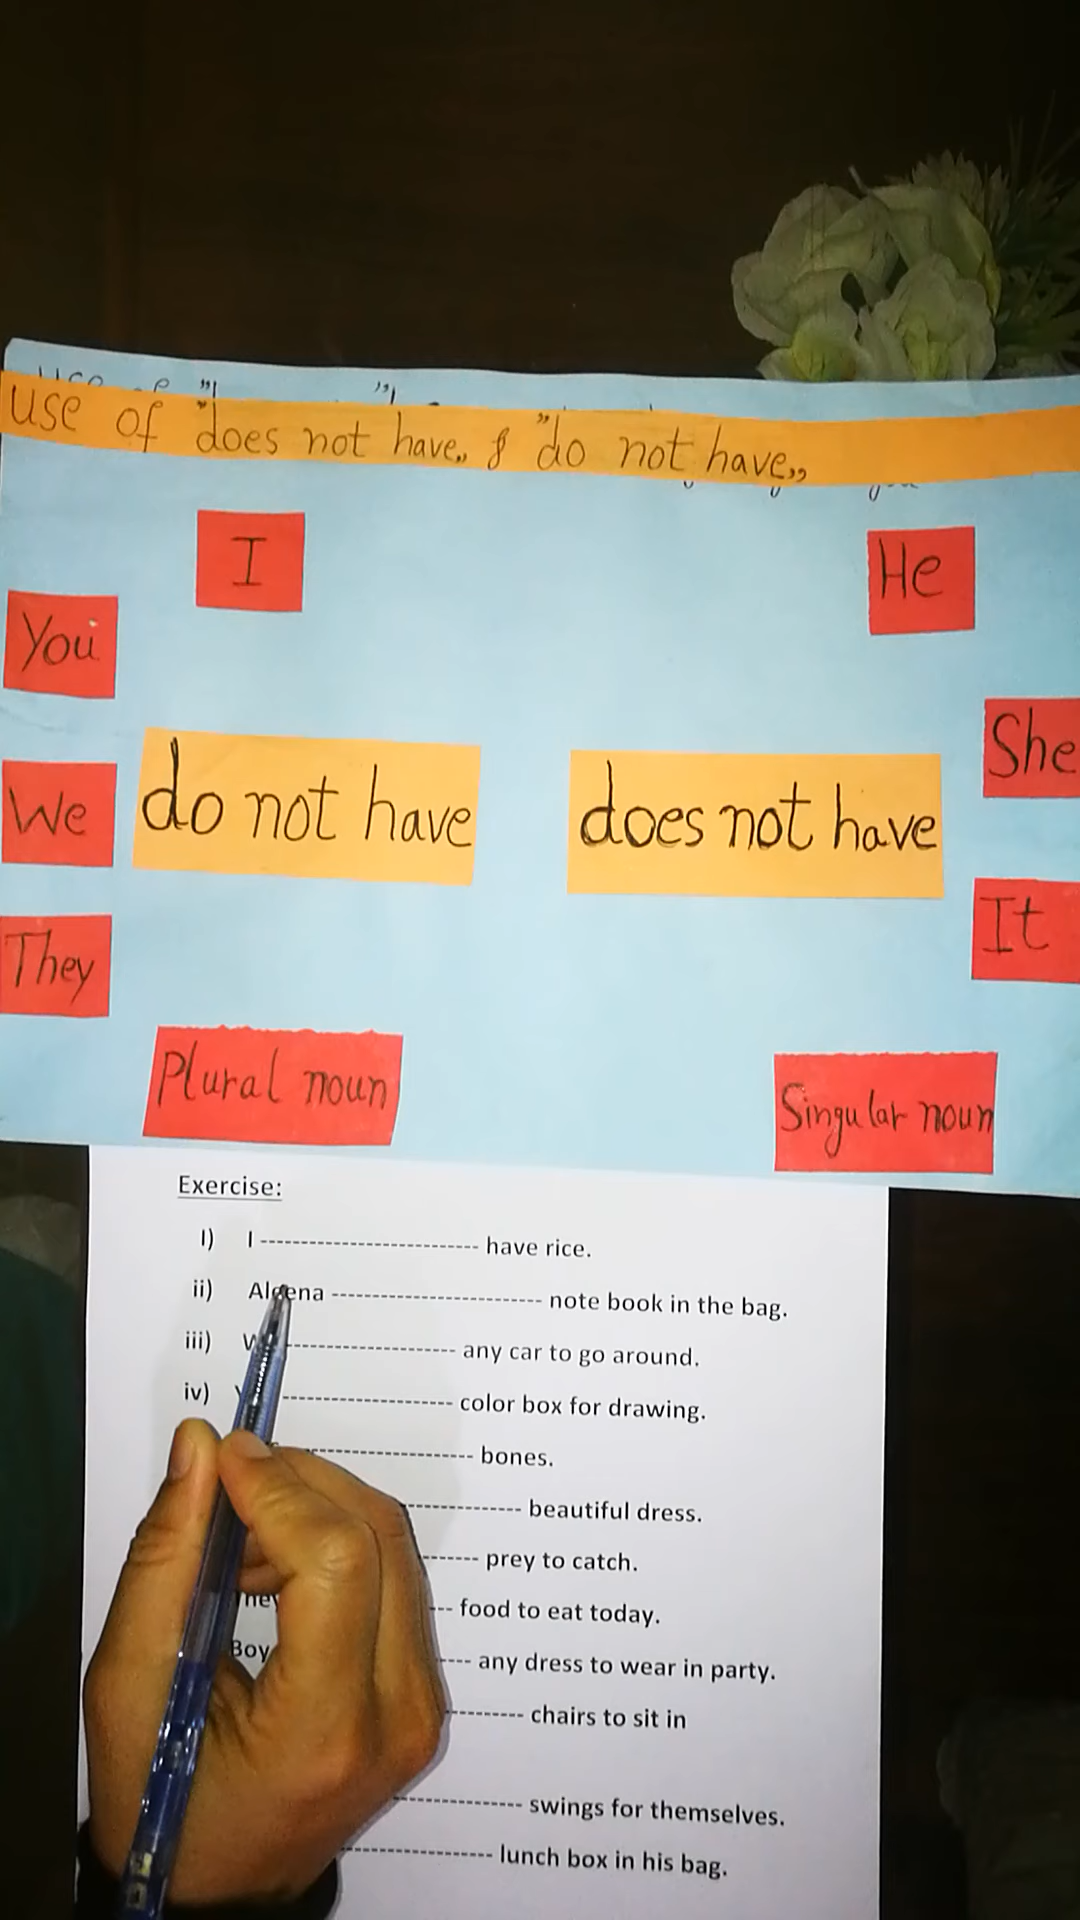 use of "does not have„ & "do not have„
I
He
You
She
We
do not have
does not have
It
They
Plural noun
Singular noun
Exercise:
I) I -------------------------- have rice.
ii) Aleena -------------------------- note book in the bag.
iii) --------------------- any car to go around.
iv) --------------------- color box for drawing.
--------------------- bones.
--------------- beautiful dress.
------- prey to catch.
They --- food to eat today.
Boy ---- any dress to wear in party.
---------- chairs to sit in
---------------- swings for themselves.
------------------- lunch box in his bag.